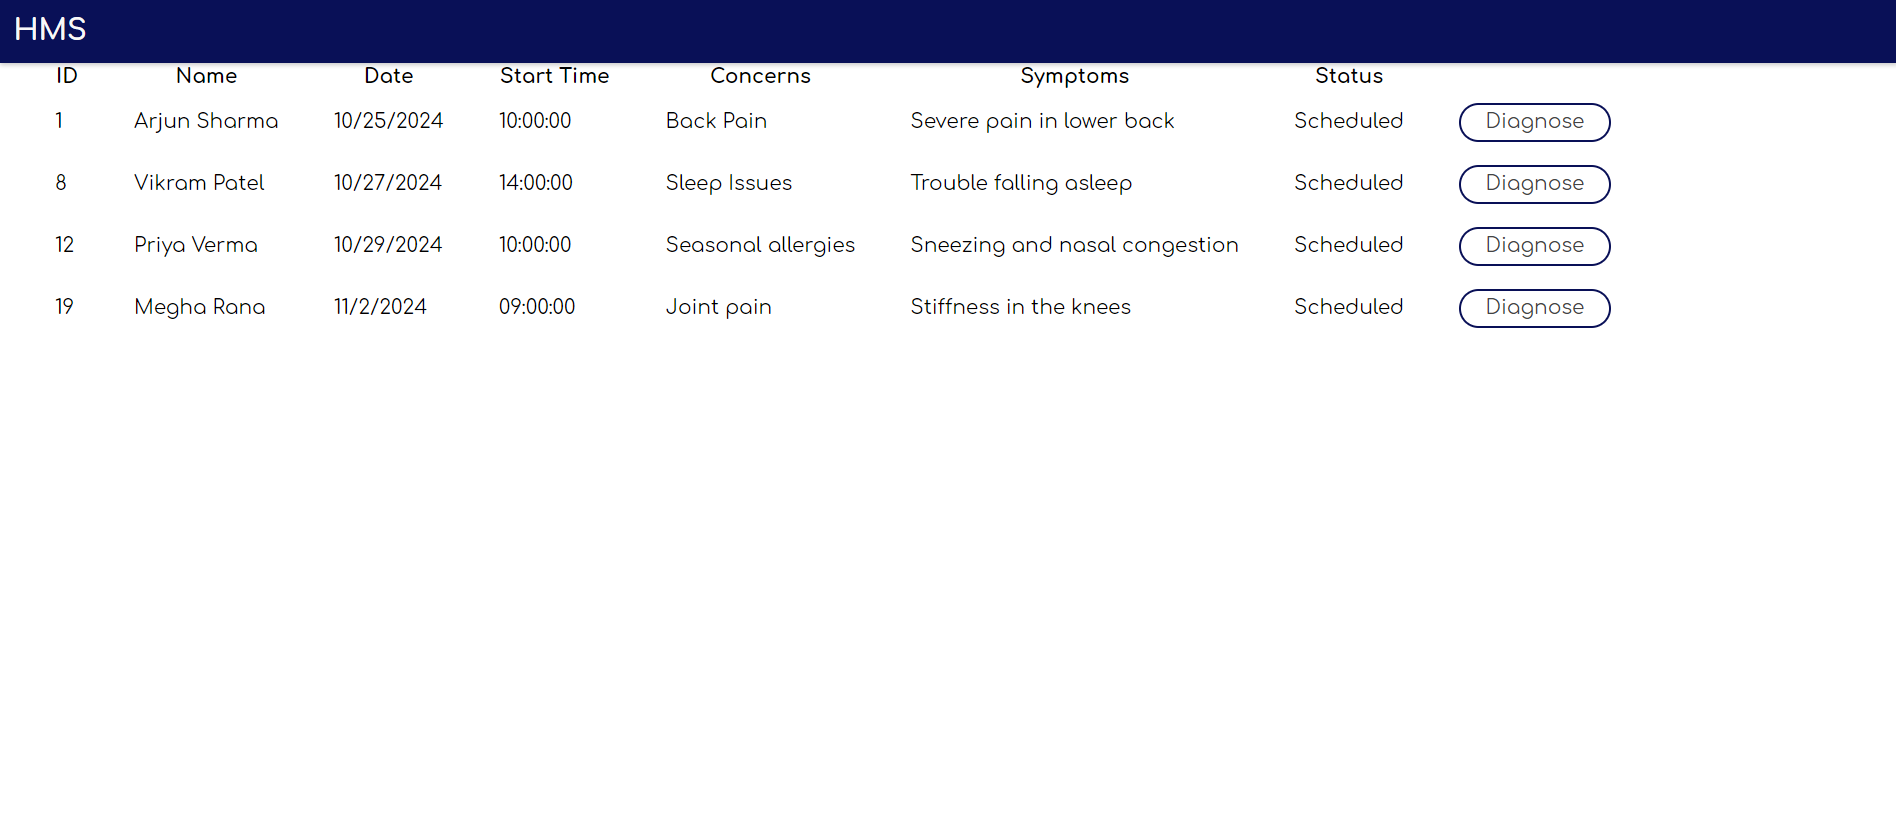 HMS
ID Name Date Start Time Concerns Symptoms Status
1 Arjun Sharma 10/25/2024 10:00:00 Back Pain Severe pain in lower back Scheduled Diagnose
8 Vikram Patel 10/27/2024 14:00:00 Sleep Issues Trouble falling asleep Scheduled Diagnose
12 Priya Verma 10/29/2024 10:00:00 Seasonal allergies Sneezing and nasal congestion Scheduled Diagnose
19 Megha Rana 11/2/2024 09:00:00 Joint pain Stiffness in the knees Scheduled Diagnose